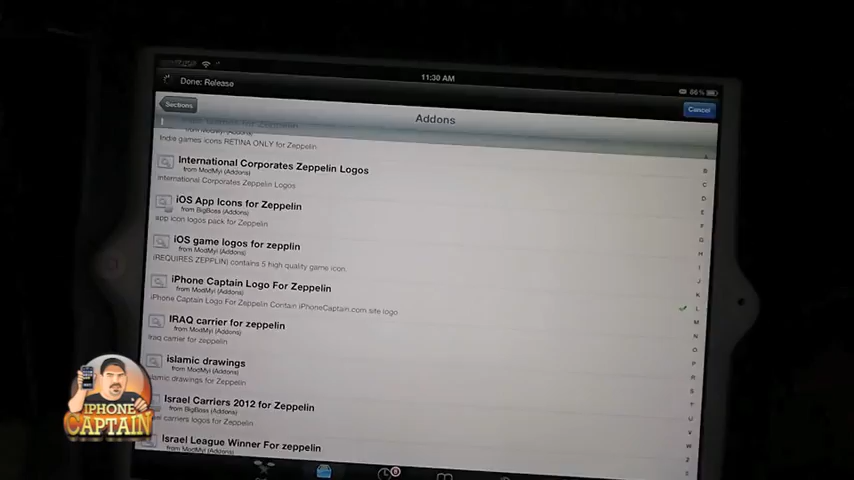 11:30 AM
66%
Done: Release
Sections
Addons
Cancel
Indie games icons RETINA ONLY for Zeppelin
International Corporates Zeppelin Logos
from ModMyi (Addons)
International Corporates Zeppelin Logos
iOS App Icons for Zeppelin
from BigBoss (Addons)
app icon logos pack for Zeppelin
iOS game logos for zepplin
from ModMyi (Addons)
(REQUIRES ZEPPLIN) contains 5 high quality game icon.
iPhone Captain Logo For Zeppelin
from ModMyi (Addons)
iPhone Captain Logo For Zeppelin Contain iPhoneCaptain.com site logo
IRAQ carrier for zeppelin
from ModMyi (Addons)
Iraq carrier for zeppelin
islamic drawings
from ModMyi (Addons)
islamic drawings for Zeppelin
Israel Carriers 2012 for Zeppelin
from BigBoss (Addons)
carriers logos for Zeppelin
Israel League Winner For zeppelin
from ModMyi (Addons)
IPHONE
CAPTAIN